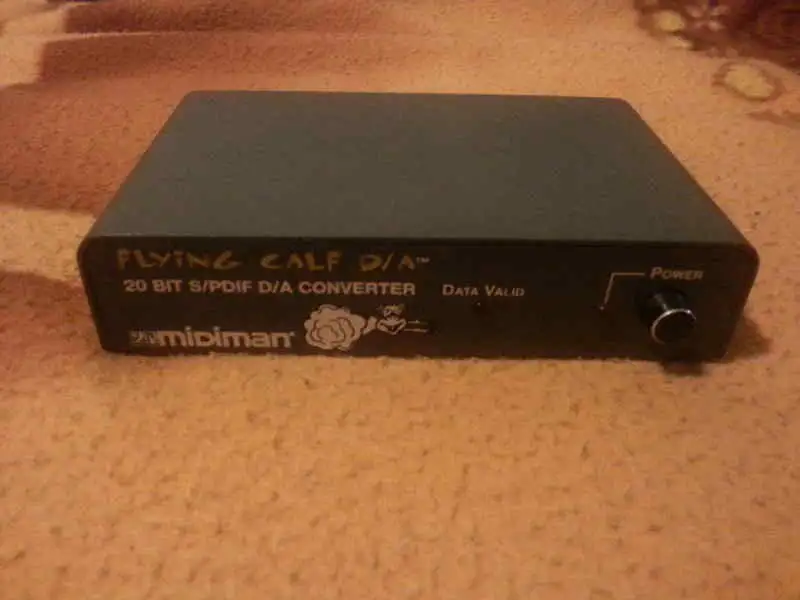 FLYING CALF D/A™
20 BIT S/PDIF D/A CONVERTER
DATA VALID
POWER
midiman®